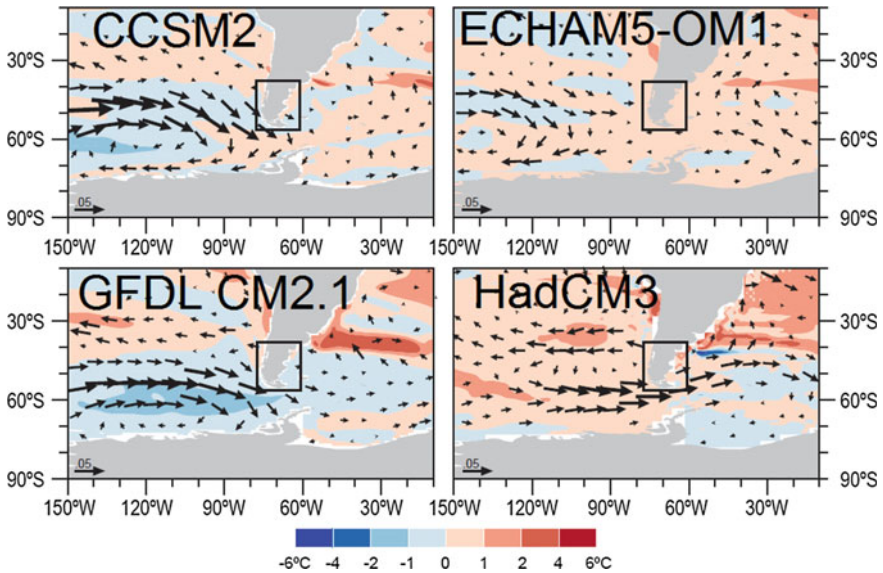 CCSM2 ECHAM5-OM1
30ºS 30ºS
60ºS 60ºS
90ºS .05 .05 90ºS
150ºW 120ºW 90ºW 60ºW 30ºW 150ºW 120ºW 90ºW 60ºW 30ºW
GFDL CM2.1 HadCM3
30ºS 30ºS
60ºS 60ºS
90ºS .05 .05 90ºS
150ºW 120ºW 90ºW 60ºW 30ºW 150ºW 120ºW 90ºW 60ºW 30ºW
-6ºC -4 -2 -1 0 1 2 4 6ºC